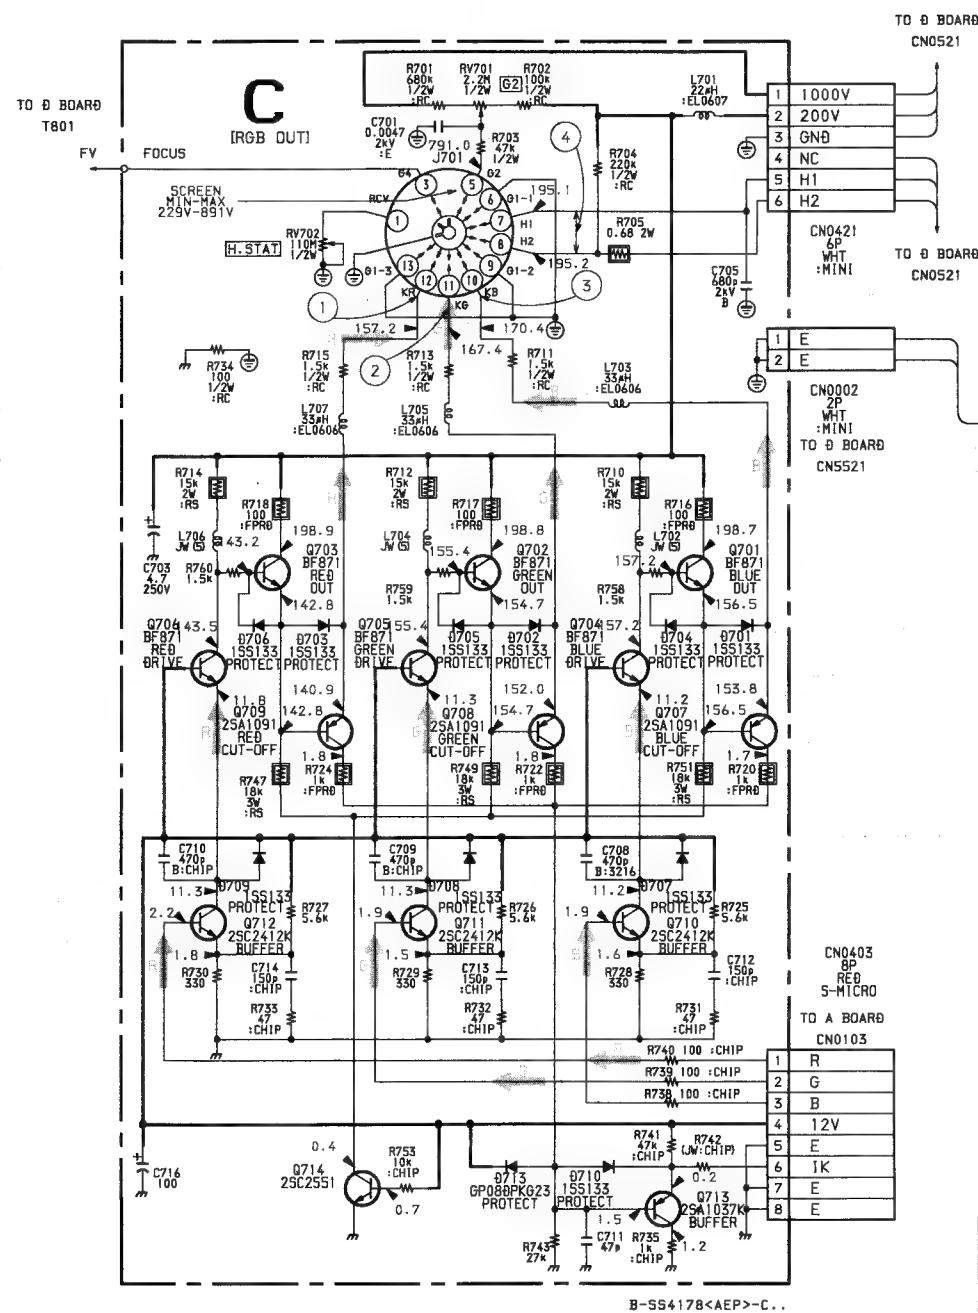 TO D BOARD
CN0521
C
[RGB OUT]
TO D BOARD
T801
FV
FOCUS
R701
680k
1/2W
:RC
RV701
2.2M
1/2W
G2
R702
100k
1/2W
:RC
L701
22µH
:EL0607
1 1000V
2 200V
3 GND
4 NC
5 H1
6 H2
CN0421
6P
WHT
:MINI
TO D BOARD
CN0521
C701
0.0047
2kV
:E
791.0
J701
R703
47k
1/2W
4
R704
220k
1/2W
:RC
SCREEN
MIN-MAX
229V-891V
G4
3
5
G2
RCV
1
6
G1-1
7
H1
8
H2
9
G1-2
10
KB
11
KG
12
KR
13
G1-3
195.1
195.2
R705
0.68 2W
RV702
110M
1/2W
H.STAT
C705
680p
2kV
B
1
2
3
157.2
170.4
167.4
R734
100
1/2W
:RC
R715
1.5k
1/2W
:RC
R713
1.5k
1/2W
:RC
R711
1.5k
1/2W
:RC
L707
33µH
:EL0606
L705
33µH
:EL0606
L703
33µH
:EL0606
1 E
2 E
CN0002
2P
WHT
:MINI
TO D BOARD
CN5521
R714
15k
2W
:RS
R718
100
:FPRD
R712
15k
2W
:RS
R717
100
:FPRD
R710
15k
2W
:RS
R716
100
:FPRD
C703
4.7
250V
L706
JW(5)
43.2
198.9
R760
1.5k
Q703
BF871
RED
OUT
142.8
L704
JW(5)
155.4
198.8
R759
1.5k
Q702
BF871
GREEN
OUT
154.7
L702
JW(5)
157.2
198.7
R758
1.5k
Q701
BF871
BLUE
OUT
156.5
Q706
BF871
RED
DRIVE
43.5
D706
1SS133
PROTECT
D703
1SS133
PROTECT
Q705
BF871
GREEN
DRIVE
155.4
D705
1SS133
PROTECT
D702
1SS133
PROTECT
Q704
BF871
BLUE
DRIVE
157.2
D704
1SS133
PROTECT
D701
1SS133
PROTECT
11.8
Q709
2SA1091
RED
CUT-OFF
140.9
142.8
1.8
11.3
Q708
2SA1091
GREEN
CUT-OFF
152.0
154.7
1.8
11.2
Q707
2SA1091
BLUE
CUT-OFF
153.8
156.5
1.7
R747
18k
3W
:RS
R724
1k
:FPRD
R749
18k
3W
:RS
R722
1k
:FPRD
R751
18k
3W
:RS
R720
1k
:FPRD
C710
470p
B:CHIP
C709
470p
B:CHIP
C708
470p
B:3216
11.3
D709
1SS133
PROTECT
2.2
Q712
2SC2412K
BUFFER
1.8
R727
5.6k
11.3
D708
1SS133
PROTECT
1.9
Q711
2SC2412K
BUFFER
1.5
R726
5.6k
11.2
D707
1SS133
PROTECT
1.9
Q710
2SC2412K
BUFFER
1.6
R725
5.6k
R730
330
C714
150p
:CHIP
R733
47
:CHIP
R729
330
C713
150p
:CHIP
R732
47
:CHIP
R728
330
C712
150p
:CHIP
R731
47
:CHIP
CN0403
8P
RED
S-MICRO
TO A BOARD
CN0103
R740 100 :CHIP
R739 100 :CHIP
R738 100 :CHIP
1 R
2 G
3 B
4 12V
5 E
6 IK
7 E
8 E
C716
100
0.4
Q714
2SC2551
R753
10k
:CHIP
0.7
D713
GP08DPKG23
PROTECT
D710
1SS133
PROTECT
R741
47k
:CHIP
R742
(JW:CHIP)
0.2
Q713
2SA1037K
BUFFER
1.5
R743
27k
C711
47p
R735
1k
:CHIP
1.2
B-SS4178<AEP>-C..